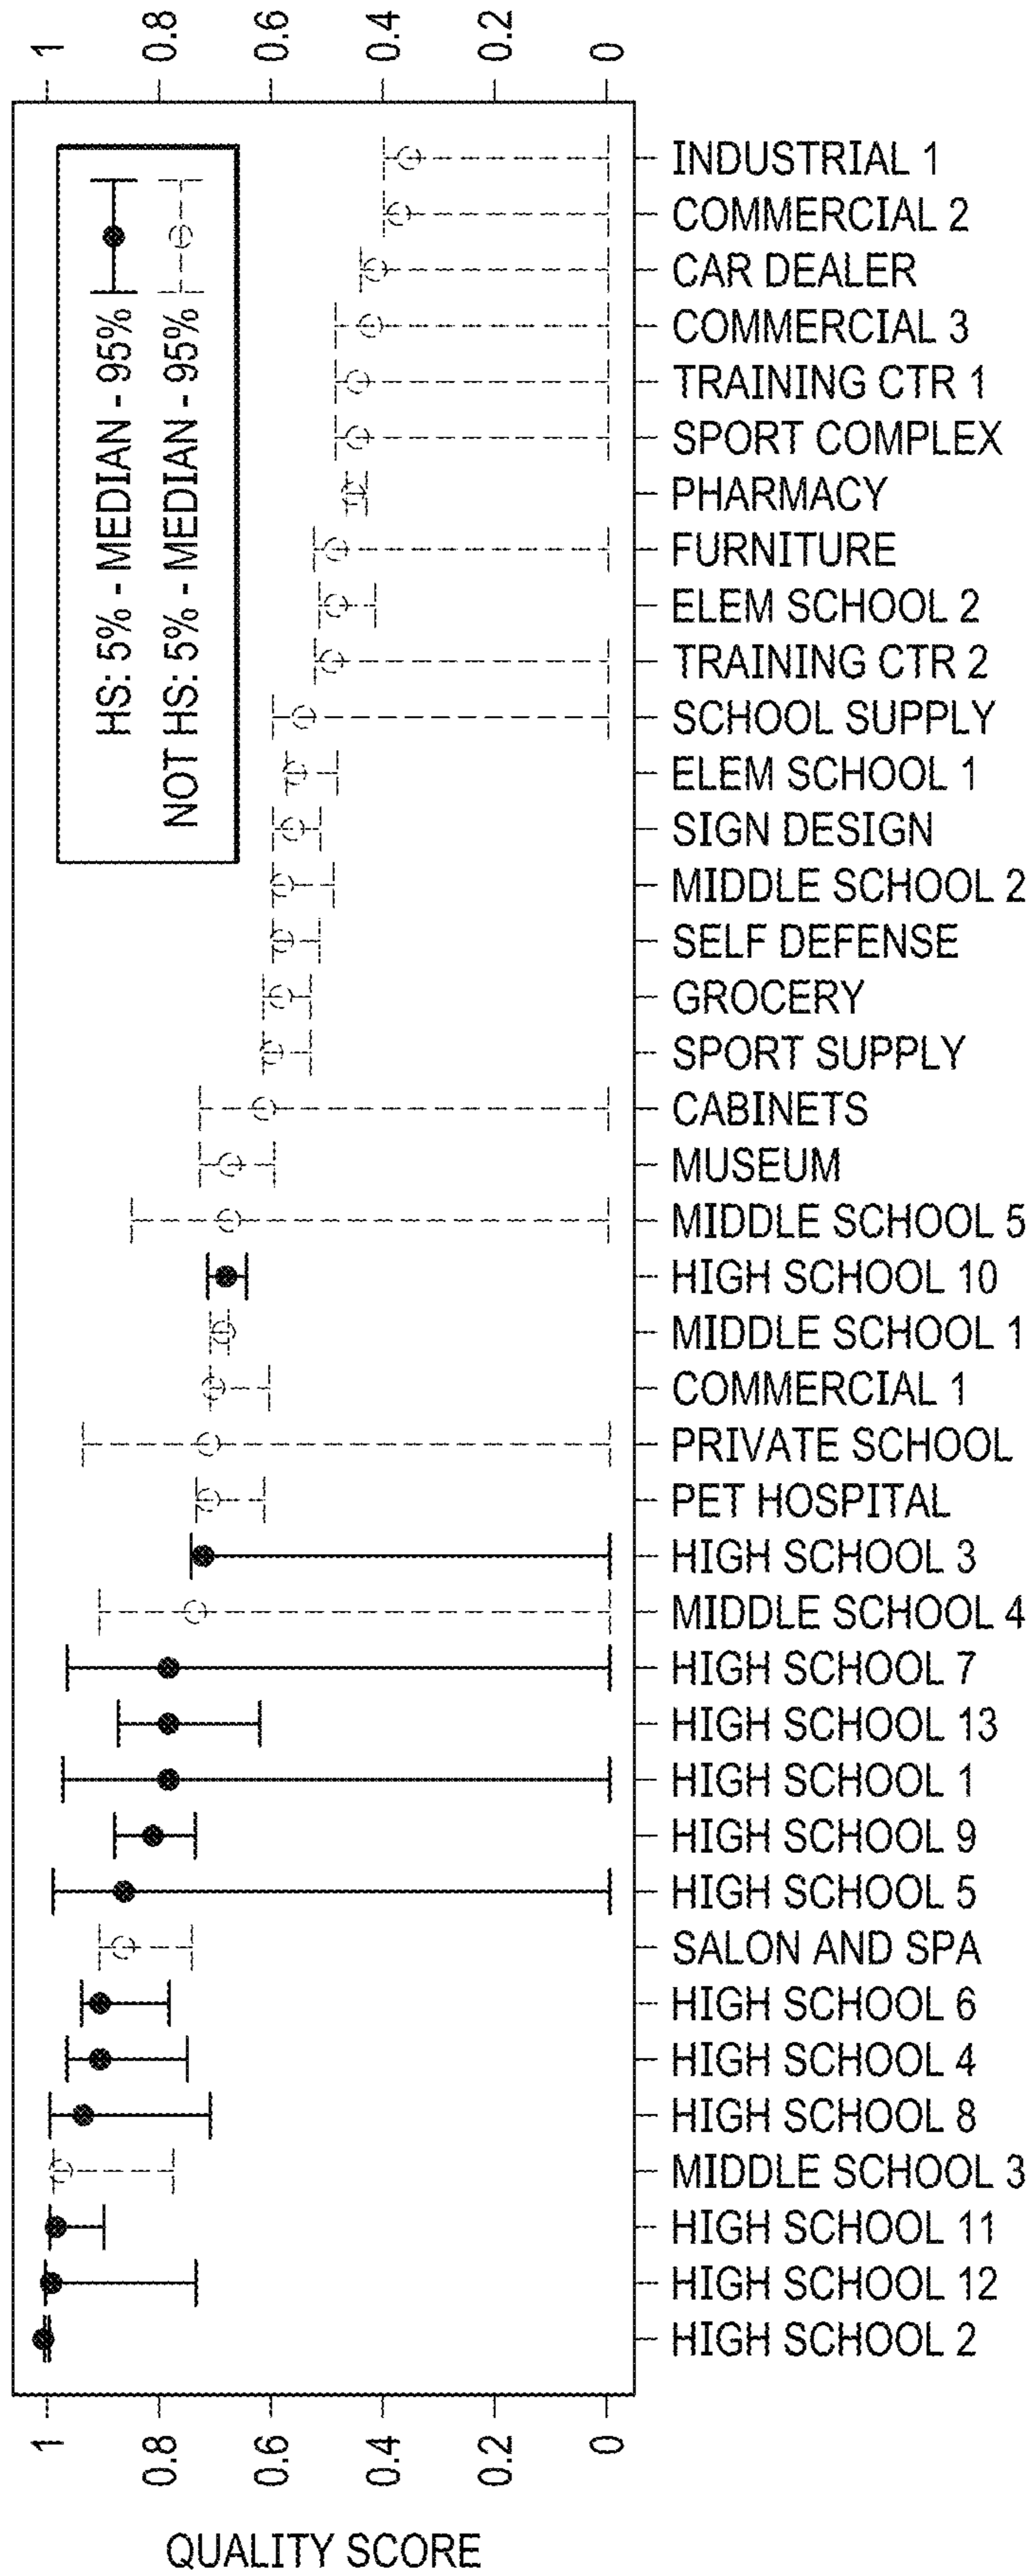 1
0.8
0.6
0.4
0.2
0
HS: 5% - MEDIAN - 95%
NOT HS: 5% - MEDIAN - 95%
INDUSTRIAL 1
COMMERCIAL 2
CAR DEALER
COMMERCIAL 3
TRAINING CTR 1
SPORT COMPLEX
PHARMACY
FURNITURE
ELEM SCHOOL 2
TRAINING CTR 2
SCHOOL SUPPLY
ELEM SCHOOL 1
SIGN DESIGN
MIDDLE SCHOOL 2
SELF DEFENSE
GROCERY
SPORT SUPPLY
CABINETS
MUSEUM
MIDDLE SCHOOL 5
HIGH SCHOOL 10
MIDDLE SCHOOL 1
COMMERCIAL 1
PRIVATE SCHOOL
PET HOSPITAL
HIGH SCHOOL 3
MIDDLE SCHOOL 4
HIGH SCHOOL 7
HIGH SCHOOL 13
HIGH SCHOOL 1
HIGH SCHOOL 9
HIGH SCHOOL 5
SALON AND SPA
HIGH SCHOOL 6
HIGH SCHOOL 4
HIGH SCHOOL 8
MIDDLE SCHOOL 3
HIGH SCHOOL 11
HIGH SCHOOL 12
HIGH SCHOOL 2
1
0.8
0.6
0.4
0.2
0
QUALITY SCORE